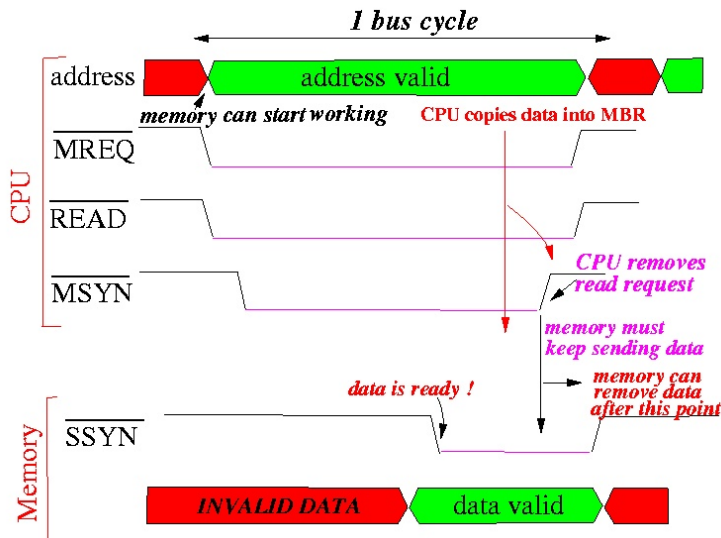 1 bus cycle
address
address valid
memory can start working
CPU copies data into MBR
MREQ
CPU
READ
CPU removes
read request
MSYN
memory must
keep sending data
data is ready !
memory can
remove data
after this point
SSYN
Memory
INVALID DATA
data valid